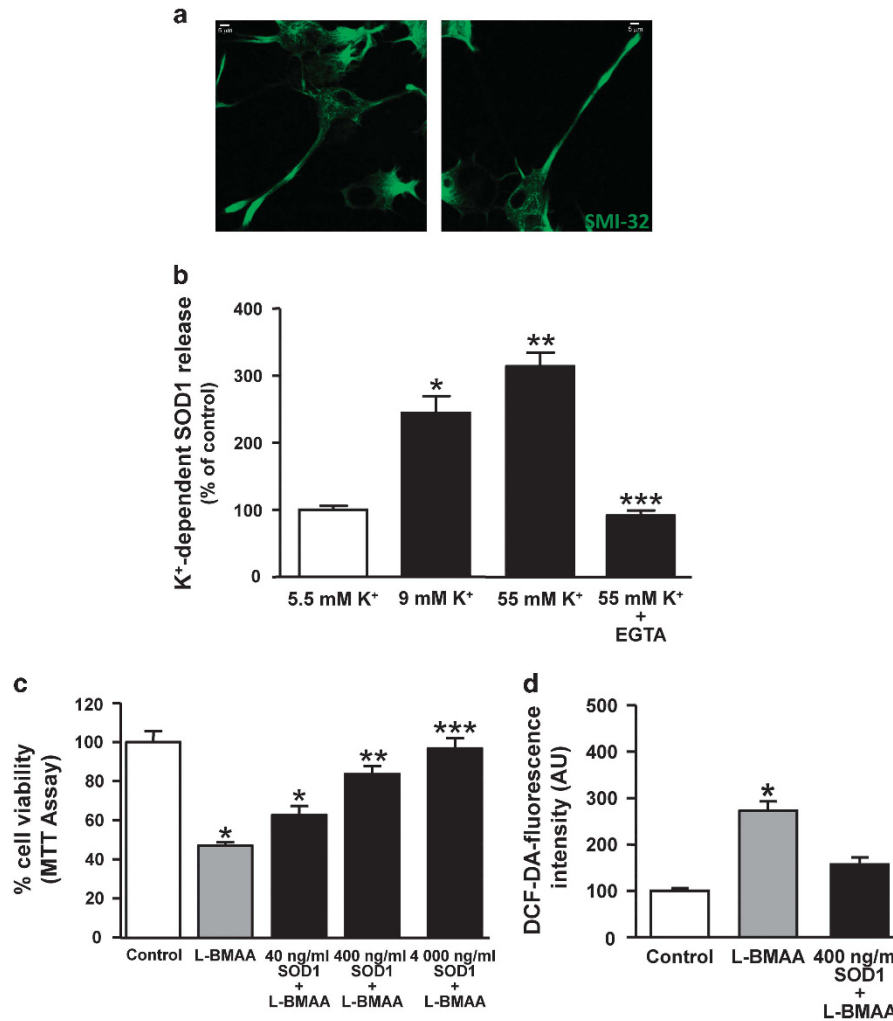 a
5 µm
5 µm
SMI-32
b
K⁺-dependent SOD1 release
(% of control)
400
300
200
100
0
*
**
***
5.5 mM K⁺
9 mM K⁺
55 mM K⁺
55 mM K⁺
+
EGTA
c
% cell viability
(MTT Assay)
120
100
80
60
40
20
0
*
*
**
***
Control
L-BMAA
40 ng/ml
SOD1
+
L-BMAA
400 ng/ml
SOD1
+
L-BMAA
4 000 ng/ml
SOD1
+
L-BMAA
d
DCF-DA-fluorescence
intensity (AU)
500
400
300
200
100
0
*
Control
L-BMAA
400 ng/m
SOD1
+
L-BMAA